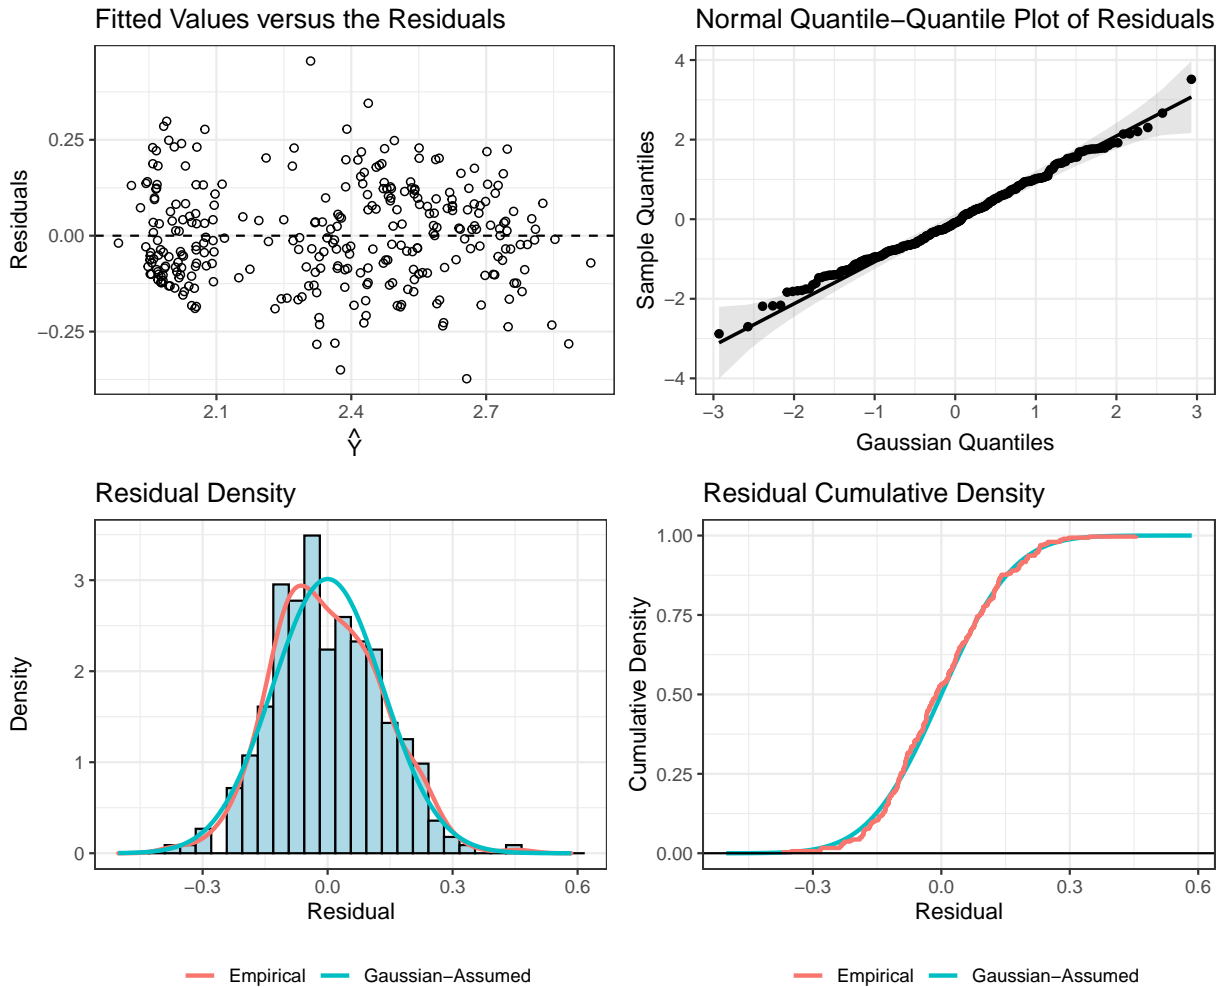 Fitted Values versus the Residuals
Residuals
0.25
0.00
−0.25
2.1
2.4
2.7
Ŷ
Normal Quantile−Quantile Plot of Residuals
Sample Quantiles
4
2
0
−2
−4
−3
−2
−1
0
1
2
3
Gaussian Quantiles
Residual Density
Density
3
2
1
0
−0.3
0.0
0.3
0.6
Residual
Empirical
Gaussian−Assumed
Residual Cumulative Density
Cumulative Density
1.00
0.75
0.50
0.25
0.00
−0.3
0.0
0.3
0.6
Residual
Empirical
Gaussian−Assumed